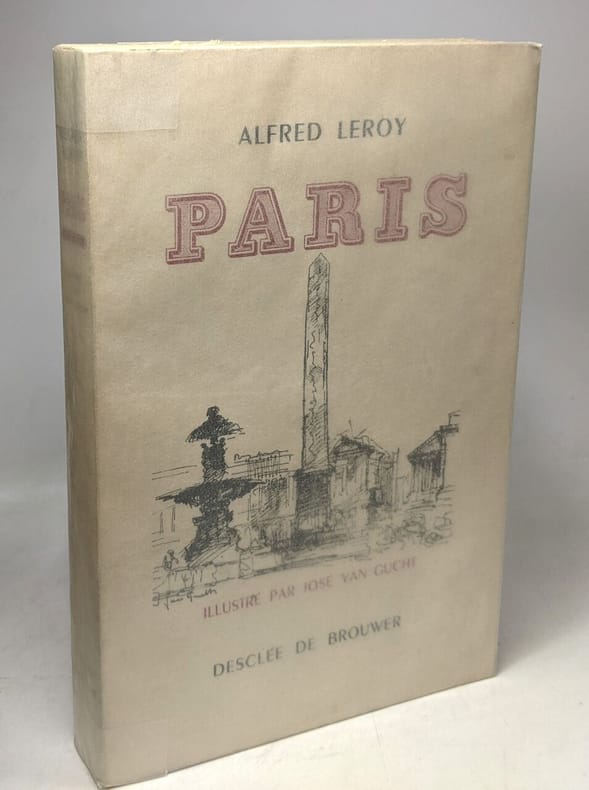 ALFRED LEROY
PARIS
ILLUSTRÉ PAR JOSÉ VAN GUCHT
DESCLÉE DE BROUWER